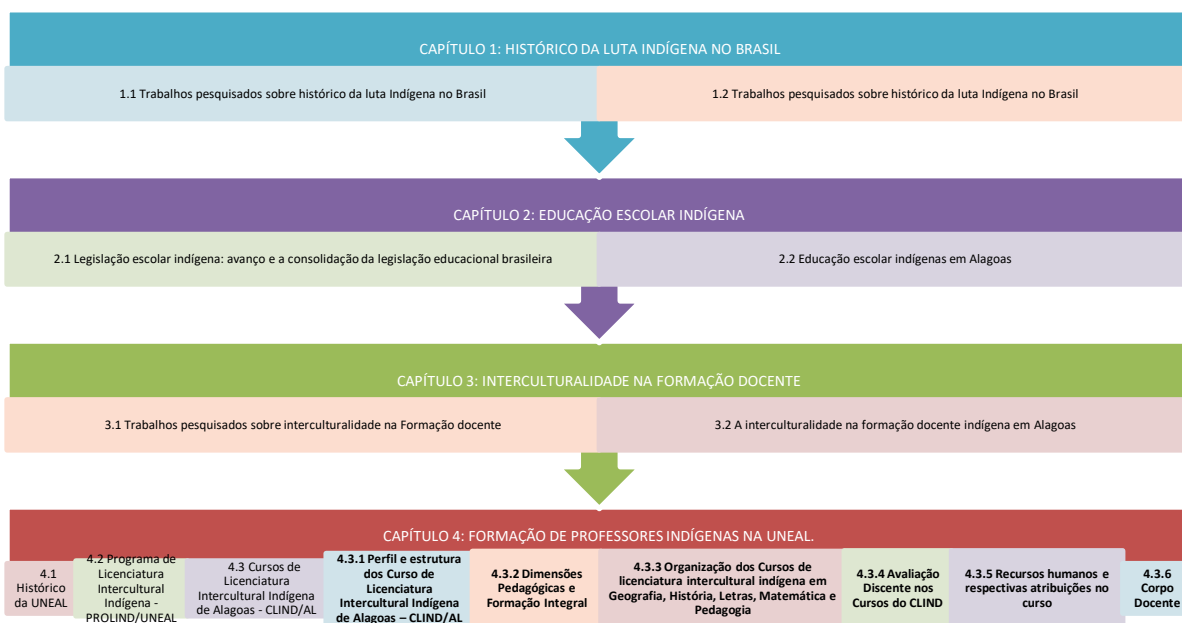 CAPÍTULO 1: HISTÓRICO DA LUTA INDÍGENA NO BRASIL
1.1 Trabalhos pesquisados sobre histórico da luta Indígena no Brasil
1.2 Trabalhos pesquisados sobre histórico da luta Indígena no Brasil
CAPÍTULO 2: EDUCAÇÃO ESCOLAR INDÍGENA
2.1 Legislação escolar indígena: avanço e a consolidação da legislação educacional brasileira
2.2 Educação escolar indígenas em Alagoas
CAPÍTULO 3: INTERCULTURALIDADE NA FORMAÇÃO DOCENTE
3.1 Trabalhos pesquisados sobre interculturalidade na Formação docente
3.2 A interculturalidade na formação docente indígena em Alagoas
CAPÍTULO 4: FORMAÇÃO DE PROFESSORES INDÍGENAS NA UNEAL.
4.1
Histórico
da UNEAL
4.2 Programa de
Licenciatura
Intercultural
Indígena -
PROLIND/UNEAL
4.3 Cursos de
Licenciatura
Intercultural Indígena
de Alagoas - CLIND/AL
4.3.1 Perfil e estrutura
dos Curso de
Licenciatura
Intercultural Indígena
de Alagoas – CLIND/AL
4.3.2 Dimensões
Pedagógicas e
Formação Integral
4.3.3 Organização dos Cursos de
licenciatura intercultural indígena em
Geografia, História, Letras, Matemática e
Pedagogia
4.3.4 Avaliação
Discente nos
Cursos do CLIND
4.3.5 Recursos humanos e
respectivas atribuições no
curso
4.3.6
Corpo
Docente